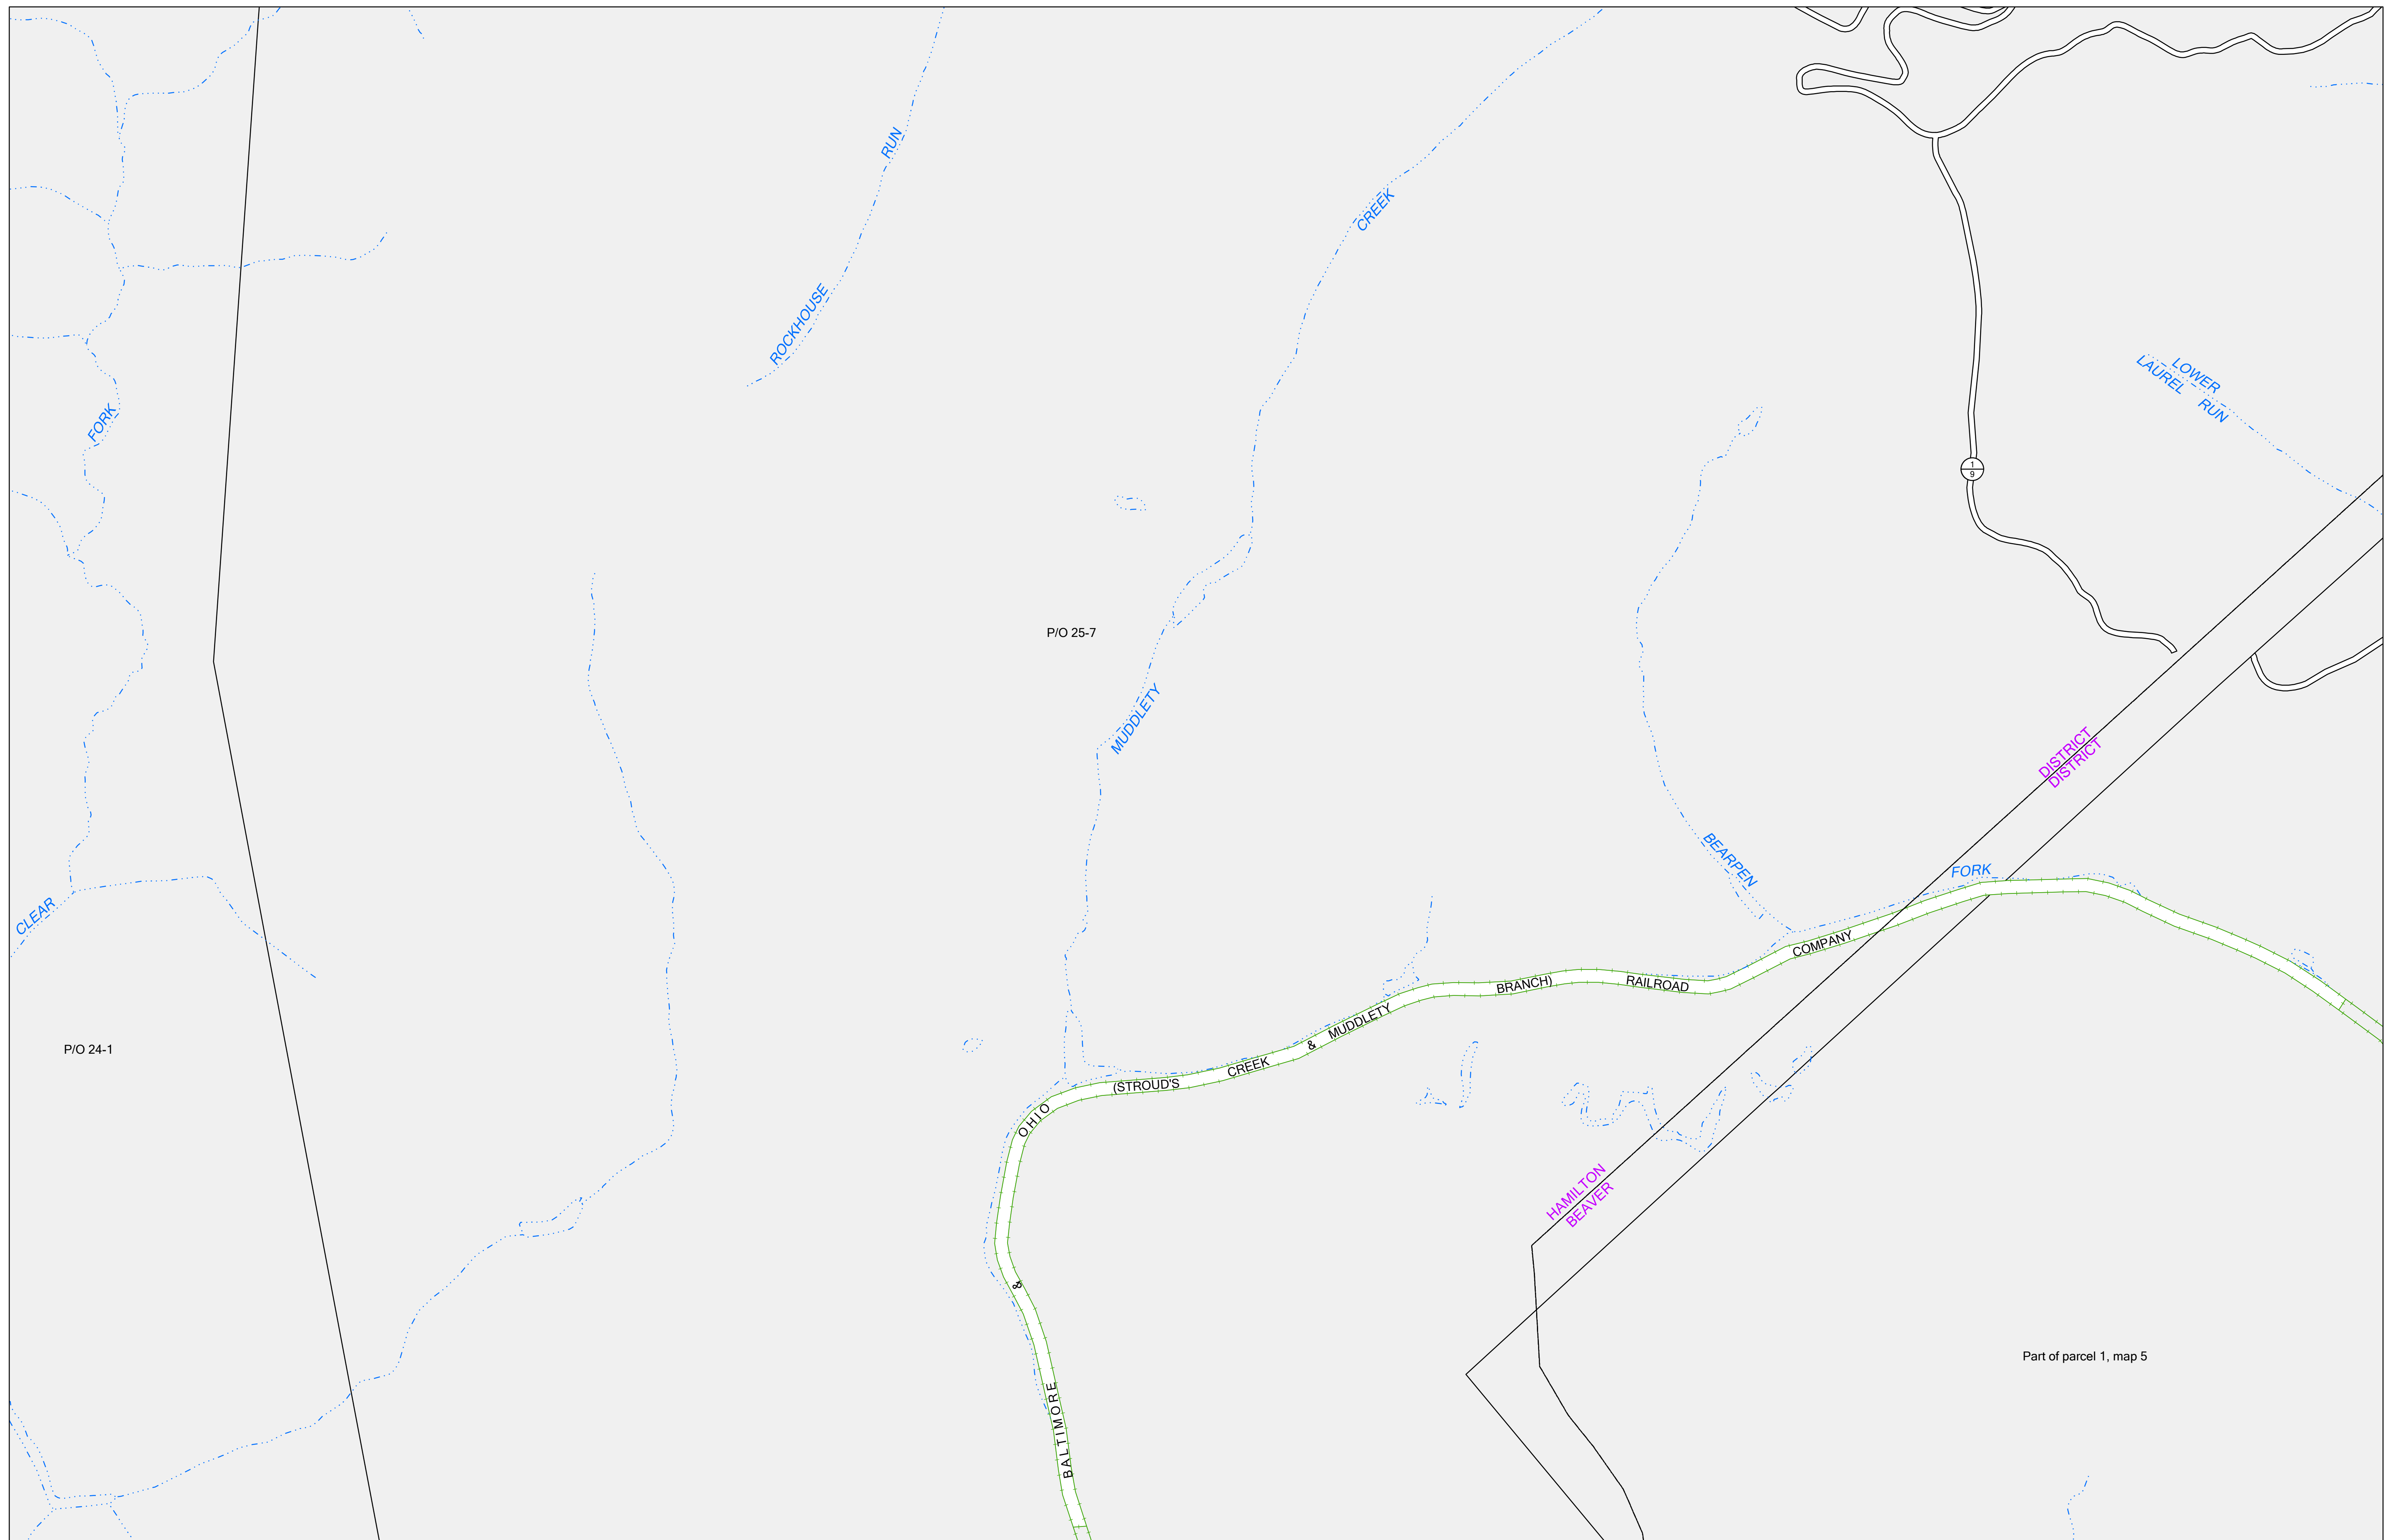 RUN
ROCKHOUSE
CREEK
MUDDLETY
LOWER
LAUREL RUN
FORK
CLEAR
1
9
P/O 25-7
DISTRICT
DISTRICT
HAMILTON
BEAVER
BEARPEN
FORK
BALTIMORE
&
OHIO
(STROUD'S
CREEK
&
MUDDLETY
BRANCH)
RAILROAD
COMPANY
P/O 24-1
Part of parcel 1, map 5